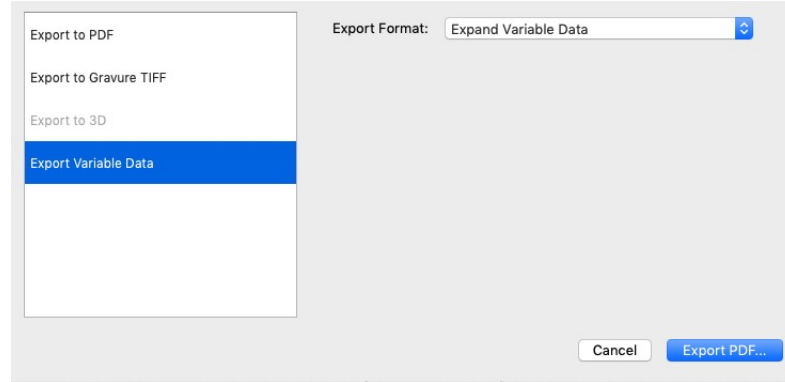 Export to PDF
Export to Gravure TIFF
Export to 3D
Export Variable Data
Export Format: Expand Variable Data
Cancel Export PDF...